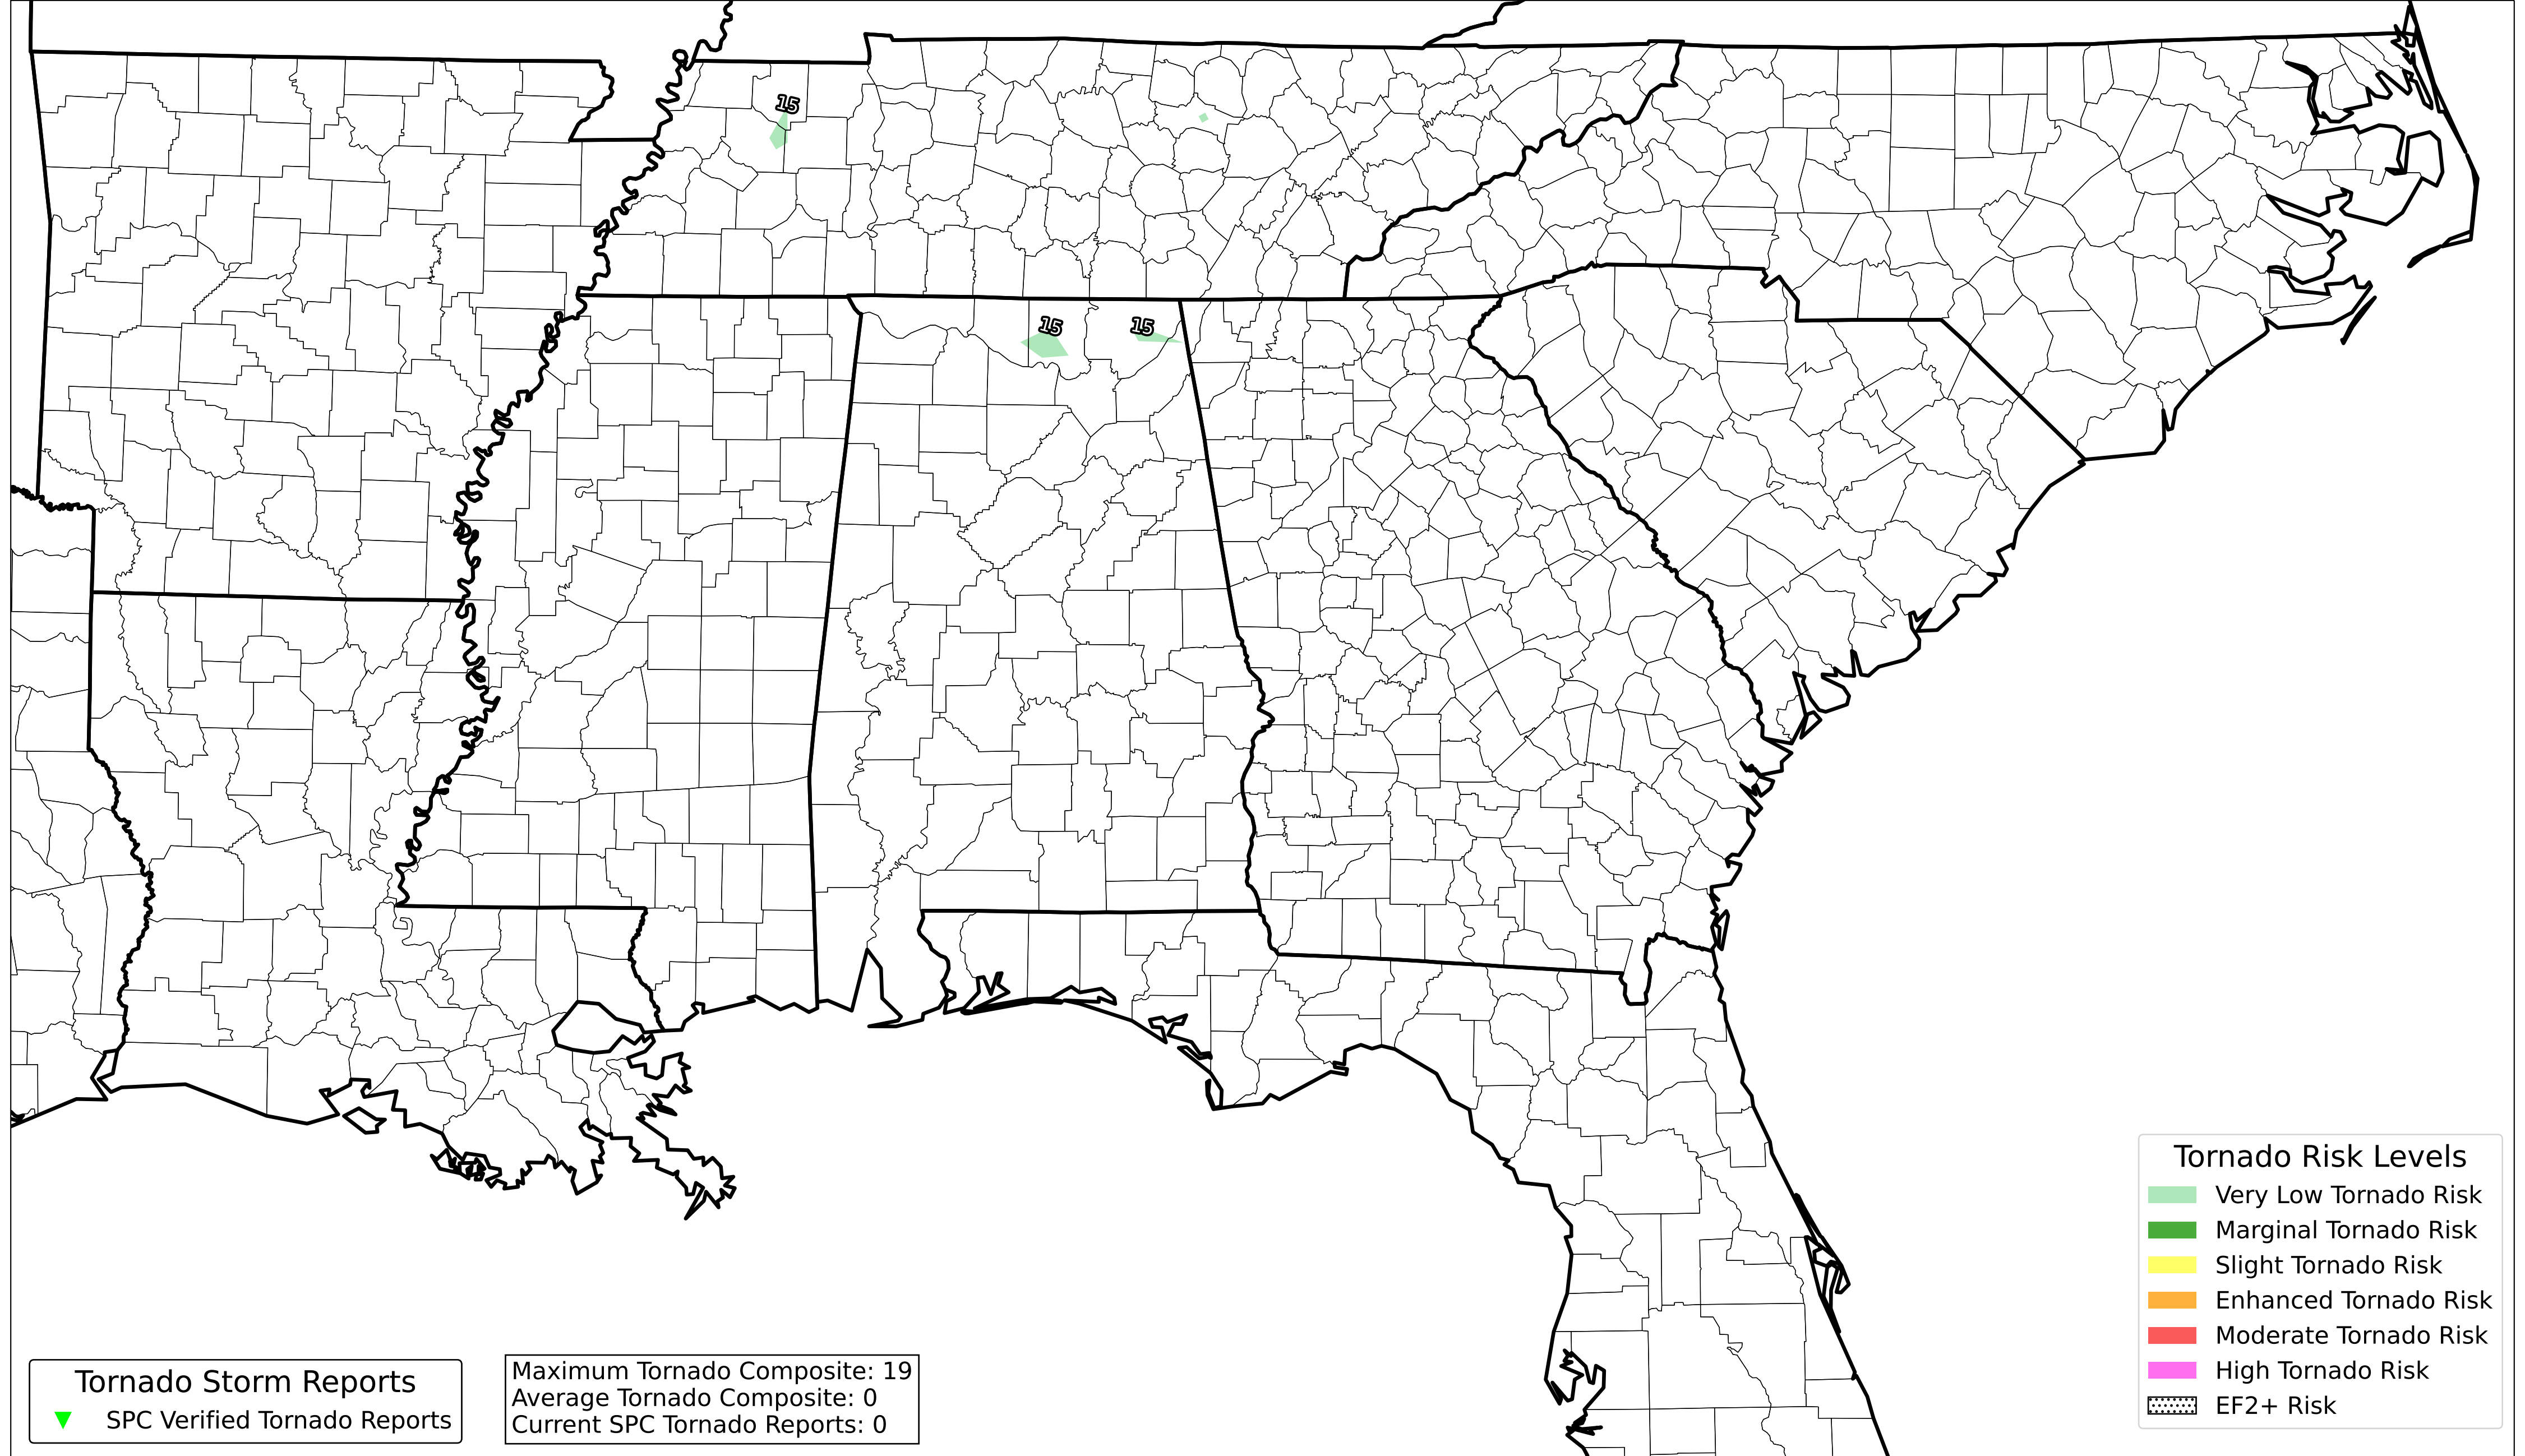 15
15
15
Tornado Risk Levels
Very Low Tornado Risk
Marginal Tornado Risk
Slight Tornado Risk
Enhanced Tornado Risk
Moderate Tornado Risk
High Tornado Risk
EF2+ Risk
Tornado Storm Reports
SPC Verified Tornado Reports
Maximum Tornado Composite: 19
Average Tornado Composite: 0
Current SPC Tornado Reports: 0